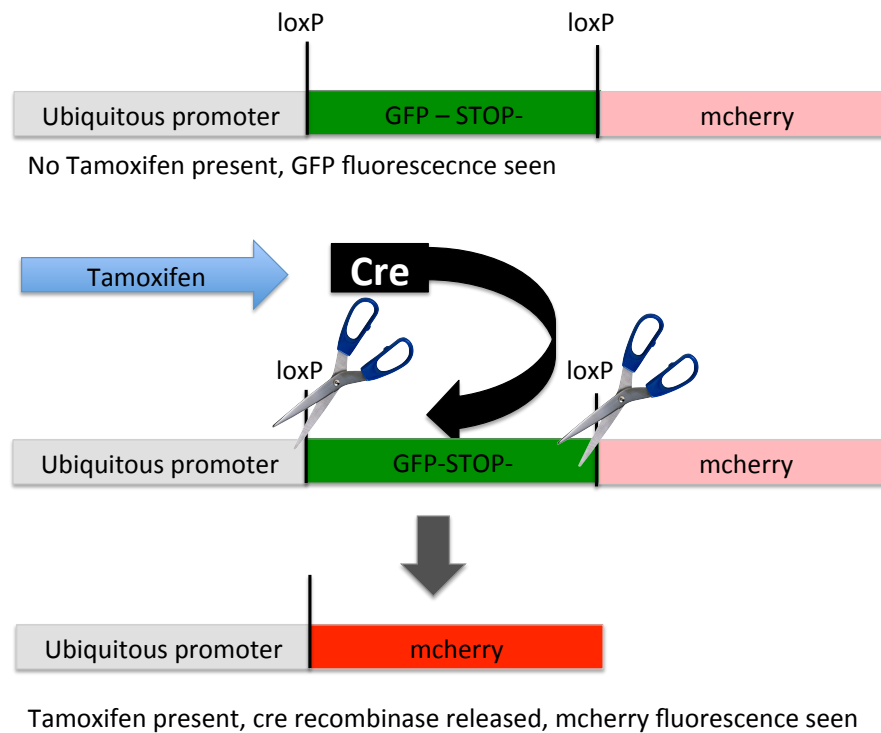 loxP loxP
Ubiquitous promoter GFP – STOP- mcherry
No Tamoxifen present, GFP fluorescecnce seen
Tamoxifen Cre
loxP loxP
Ubiquitous promoter GFP-STOP- mcherry
Ubiquitous promoter mcherry
Tamoxifen present, cre recombinase released, mcherry fluorescence seen